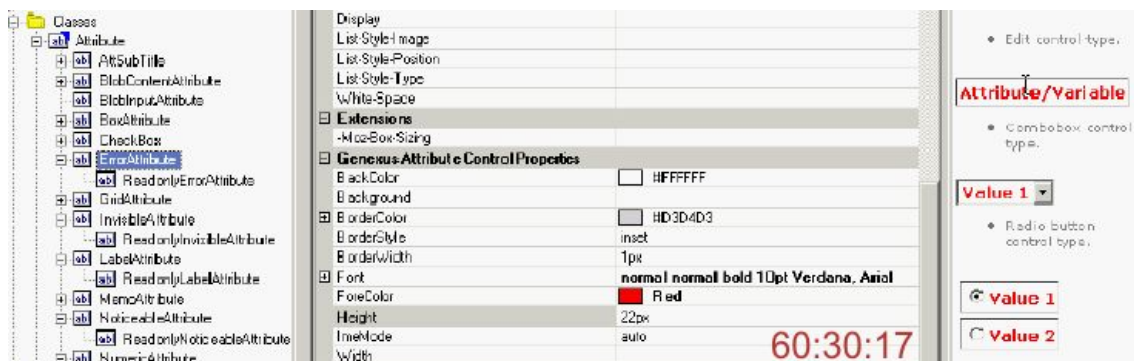 Classes
Attribute
AttSubTitle
BlobContentAttribute
BlobInputAttribute
BoxAttribute
CheckBox
ErrorAttribute
ReadonlyErrorAttribute
GridAttribute
InvisibleAttribute
ReadonlyInvisibleAttribute
LabelAttribute
ReadonlyLabelAttribute
MemoAttribute
NoticeableAttribute
ReadonlyNoticeableAttribute
NumericAttribute
Display
List-Style-Image
List-Style-Position
List-Style-Type
White-Space
Extensions
-Moz-Box-Sizing
Genexus-Attribute Control Properties
BackColor #FFFFFF
Background
BorderColor #D3D4D3
BorderStyle inset
BorderWidth 1px
Font normal normal bold 10pt Verdana, Arial
ForeColor Red
Height 22px
ImeMode auto
Width
60:30:17
Edit control-type.
Attribute/Variable
Combobox control
type.
Value 1
Radio button
control type.
Value 1
Value 2